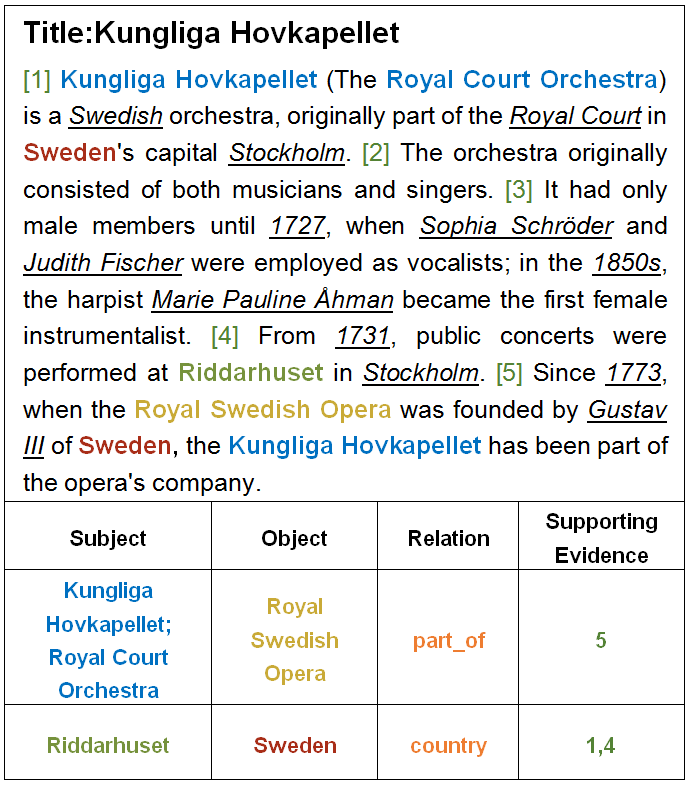 Title:Kungliga Hovkapellet
[1] Kungliga Hovkapellet (The Royal Court Orchestra)
is a Swedish orchestra, originally part of the Royal Court in
Sweden's capital Stockholm. [2] The orchestra originally
consisted of both musicians and singers. [3] It had only
male members until 1727, when Sophia Schröder and
Judith Fischer were employed as vocalists; in the 1850s,
the harpist Marie Pauline Åhman became the first female
instrumentalist. [4] From 1731, public concerts were
performed at Riddarhuset in Stockholm. [5] Since 1773,
when the Royal Swedish Opera was founded by Gustav
III of Sweden, the Kungliga Hovkapellet has been part of
the opera's company.
Subject Object Relation Supporting
Evidence
Kungliga
Hovkapellet;
Royal Court
Orchestra
Royal
Swedish
Opera
part_of
5
Riddarhuset Sweden country 1,4